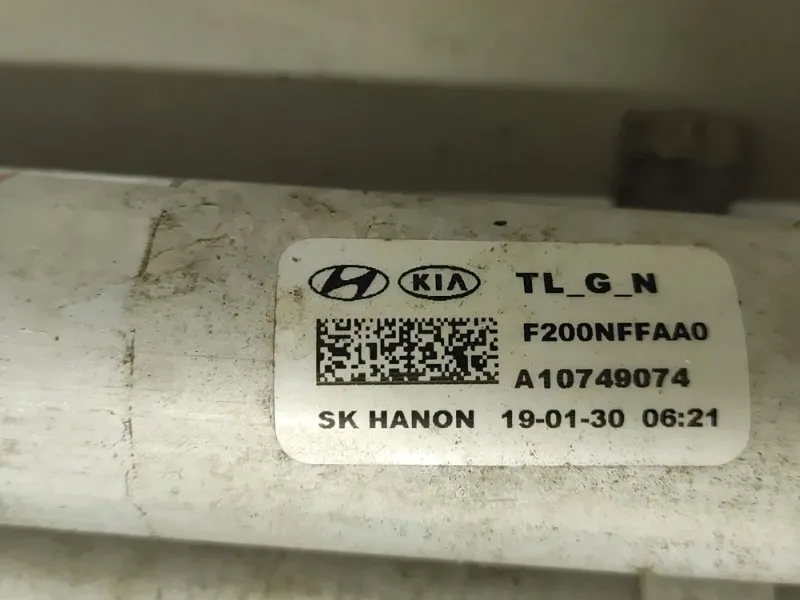 KIA TL_G_N
F200NFFAA0
A10749074
SK HANON 19-01-30 06:21